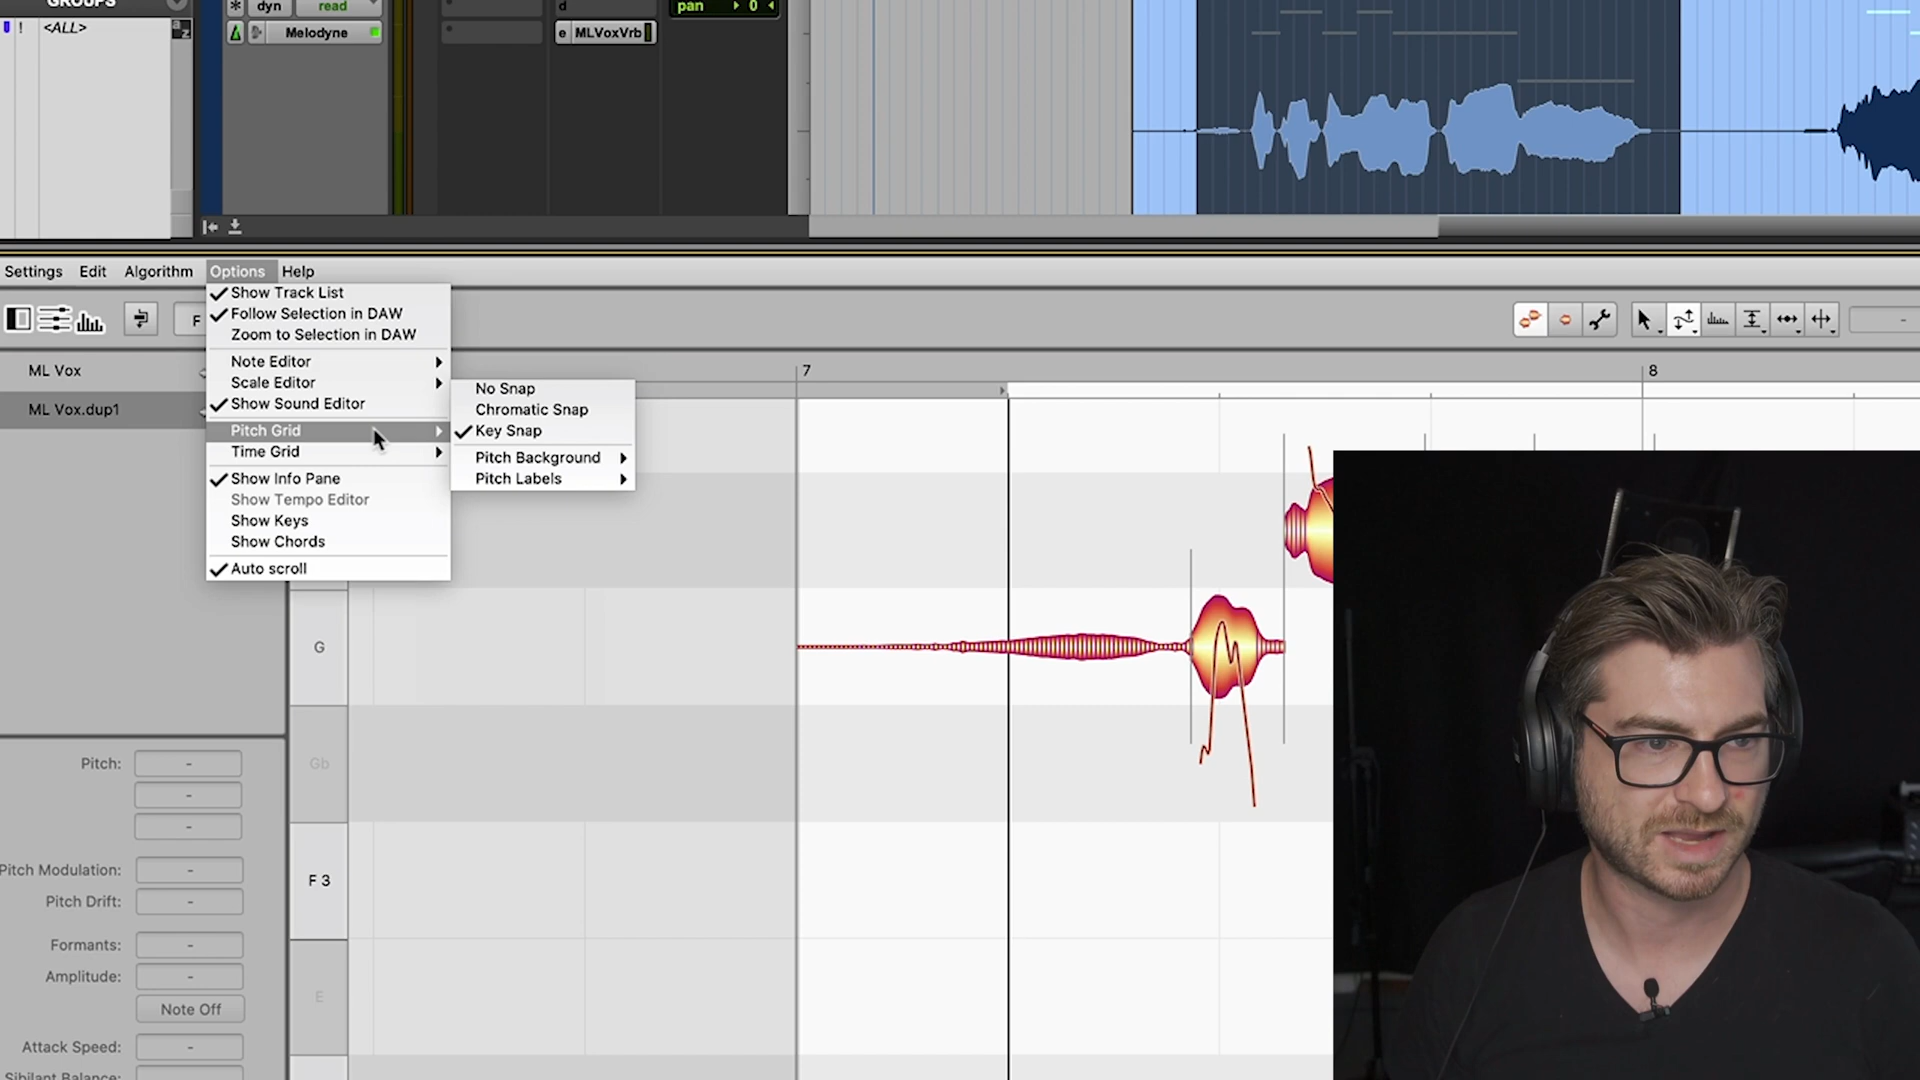 GROUPS
! <ALL>
a z
* dyn read
Melodyne
d
e MLVoxVrb
pan 0
Settings Edit Algorithm Options Help
F
-
Show Track List
Follow Selection in DAW
Zoom to Selection in DAW
Note Editor
Scale Editor
Show Sound Editor
Pitch Grid
Time Grid
Show Info Pane
Show Tempo Editor
Show Keys
Show Chords
Auto scroll
No Snap
Chromatic Snap
Key Snap
Pitch Background
Pitch Labels
ML Vox
ML Vox.dup1
7
8
G
Gb
F 3
E
Pitch: -
-
-
Pitch Modulation: -
Pitch Drift: -
Formants: -
Amplitude: -
Note Off
Attack Speed: -
Sibilant Balance: